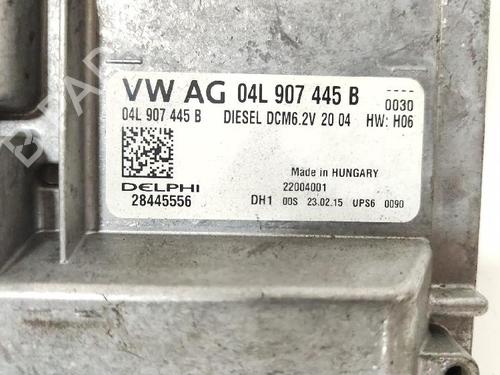 VW AG 04L 907 445 B 0030
04L 907 445 B DIESEL DCM6.2V 20 04 HW: H06
Made in HUNGARY
DELPHI 22004001
28445556 DH1 00S 23.02.15 UPS6 0090